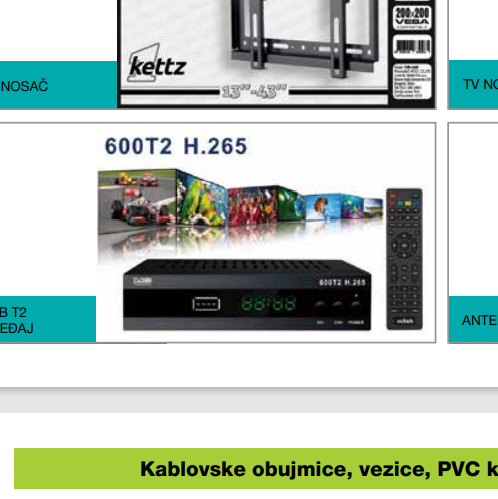 200x200
VESA
kettz
NOSAČ
13"-43"
TV NO
600T2 H.265
600T2 H.265
88:88
B T2
EĐAJ
ANTE
Kablovske obujmice, vezice, PVC k